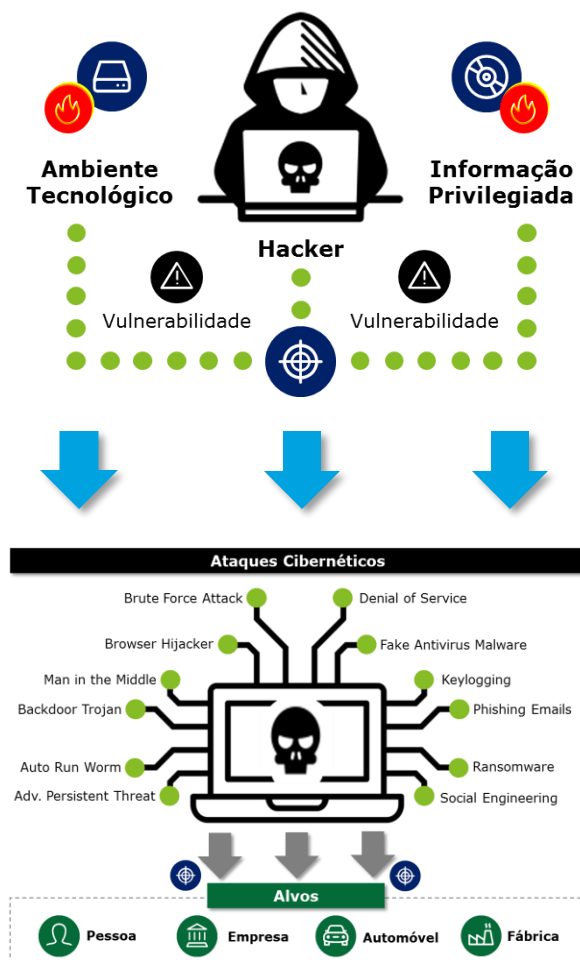 Ambiente
Tecnológico
Informação
Privilegiada
Hacker
Vulnerabilidade
Vulnerabilidade
Ataques Cibernéticos
Brute Force Attack
Denial of Service
Browser Hijacker
Fake Antivirus Malware
Man in the Middle
Keylogging
Backdoor Trojan
Phishing Emails
Auto Run Worm
Ransomware
Adv. Persistent Threat
Social Engineering
Alvos
Pessoa
Empresa
Automóvel
Fábrica